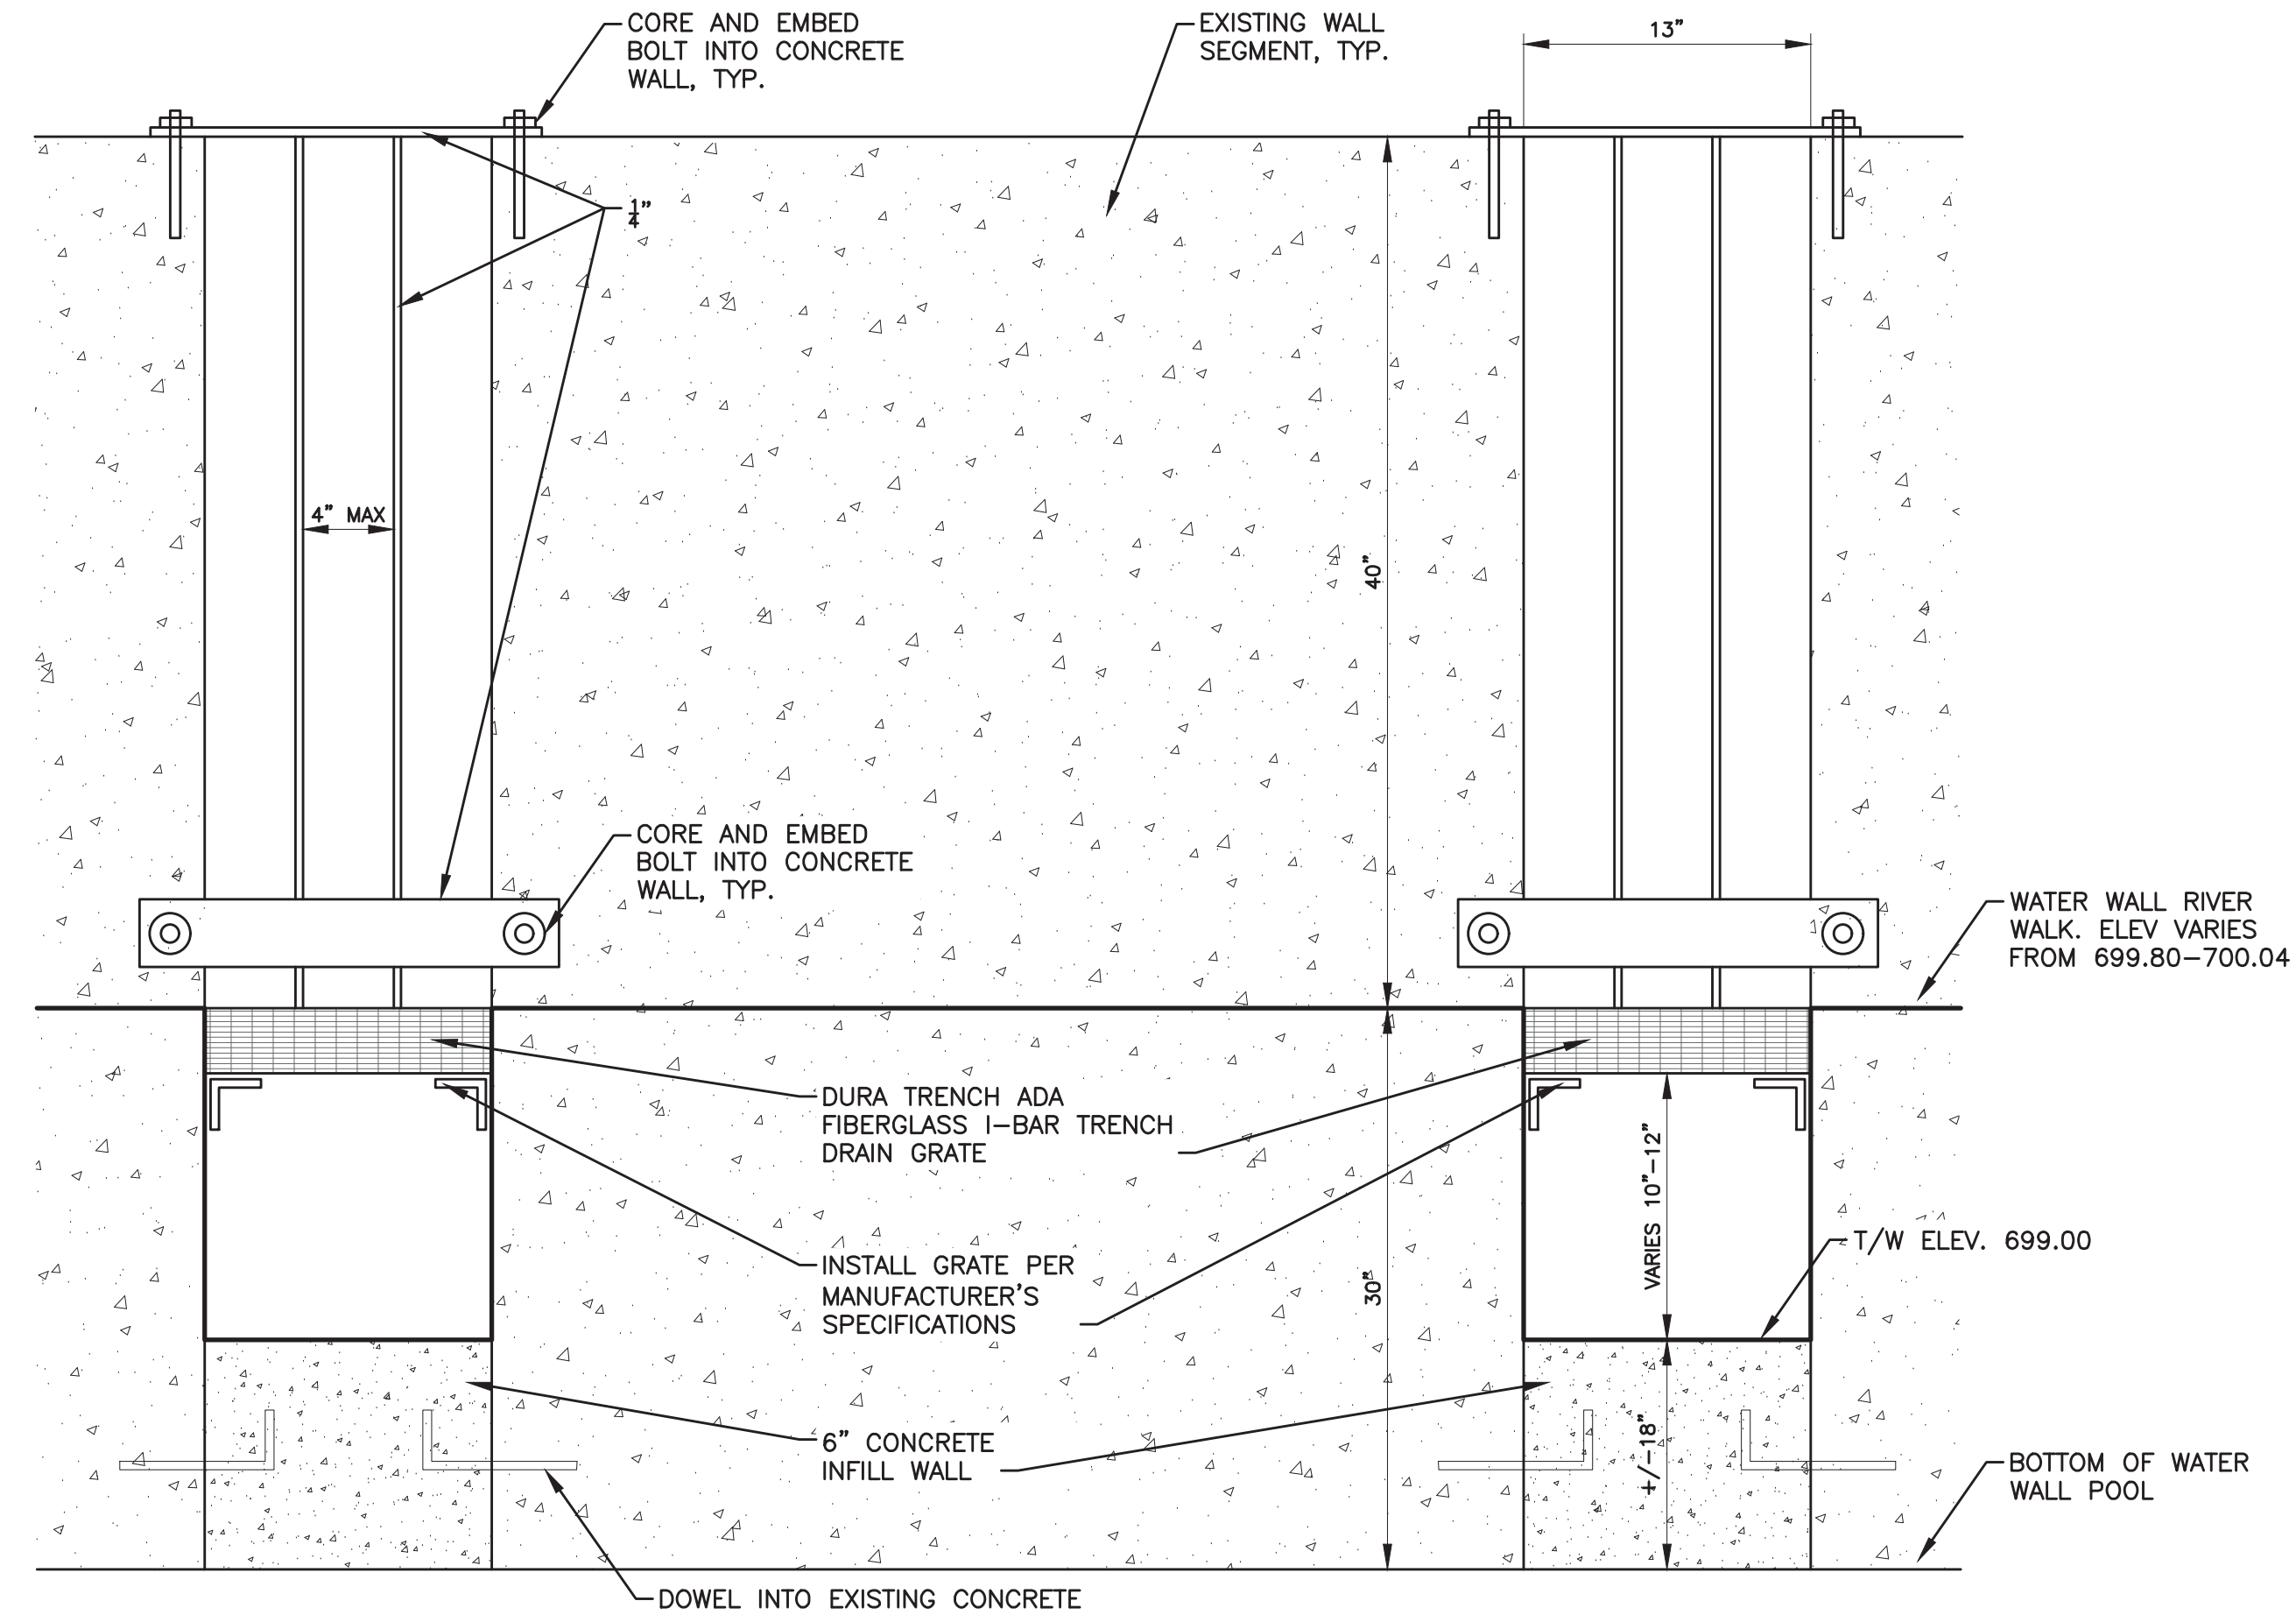 CORE AND EMBED
BOLT INTO CONCRETE
WALL, TYP.
EXISTING WALL
SEGMENT, TYP.
13"
1/4"
4" MAX
40"
CORE AND EMBED
BOLT INTO CONCRETE
WALL, TYP.
WATER WALL RIVER
WALK. ELEV VARIES
FROM 699.80-700.04
DURA TRENCH ADA
FIBERGLASS I-BAR TRENCH
DRAIN GRATE
VARIES 10"-12"
T/W ELEV. 699.00
INSTALL GRATE PER
MANUFACTURER'S
SPECIFICATIONS
30"
6" CONCRETE
INFILL WALL
+/-18"
BOTTOM OF WATER
WALL POOL
DOWEL INTO EXISTING CONCRETE